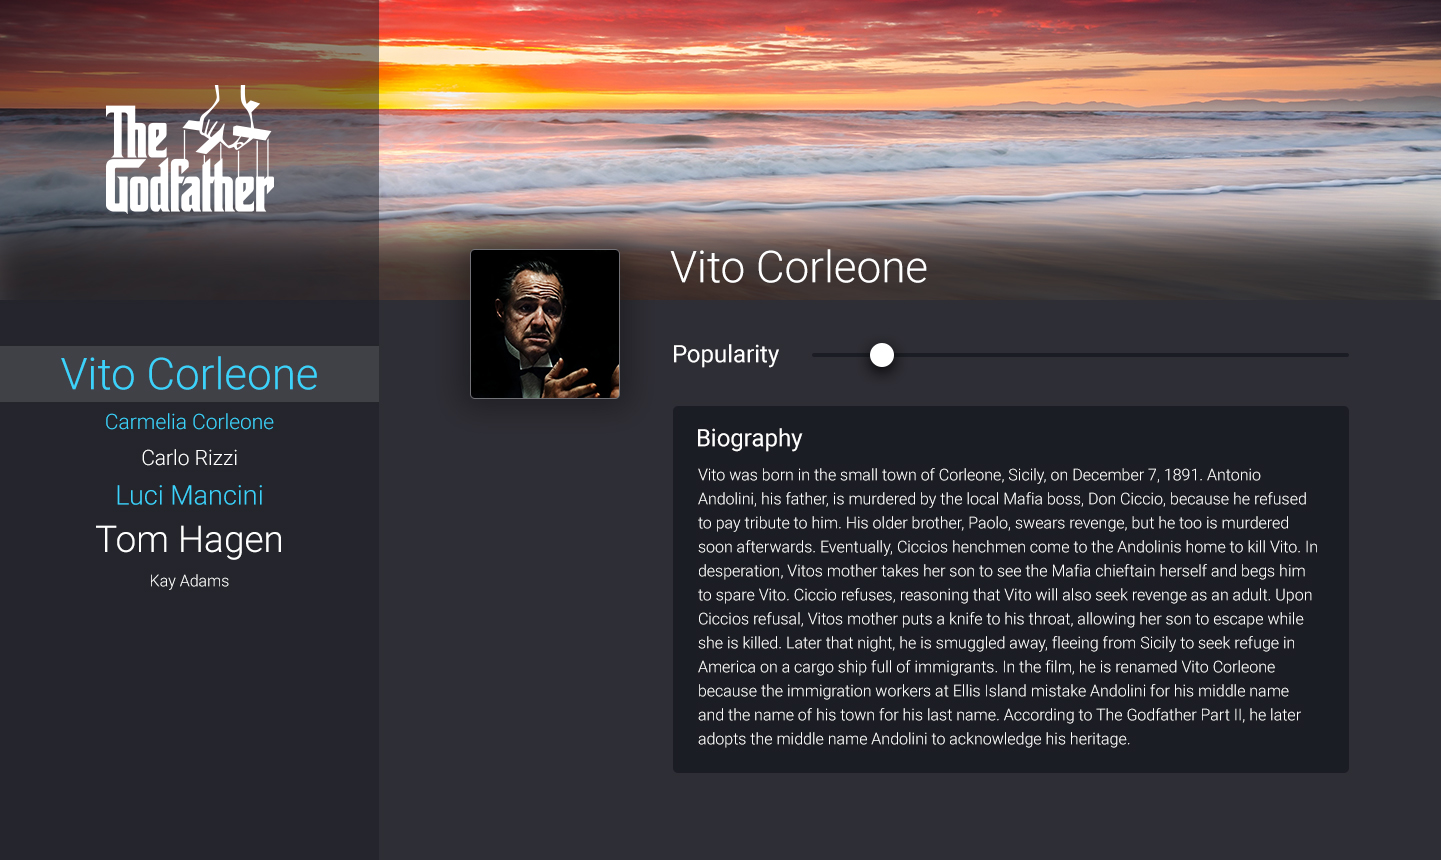 The
Godfather
Vito Corleone
Carmelia Corleone
Carlo Rizzi
Luci Mancini
Tom Hagen
Kay Adams
Vito Corleone
Popularity
Biography
Vito was born in the small town of Corleone, Sicily, on December 7, 1891. Antonio
Andolini, his father, is murdered by the local Mafia boss, Don Ciccio, because he refused
to pay tribute to him. His older brother, Paolo, swears revenge, but he too is murdered
soon afterwards. Eventually, Ciccios henchmen come to the Andolinis home to kill Vito. In
desperation, Vitos mother takes her son to see the Mafia chieftain herself and begs him
to spare Vito. Ciccio refuses, reasoning that Vito will also seek revenge as an adult. Upon
Ciccios refusal, Vitos mother puts a knife to his throat, allowing her son to escape while
she is killed. Later that night, he is smuggled away, fleeing from Sicily to seek refuge in
America on a cargo ship full of immigrants. In the film, he is renamed Vito Corleone
because the immigration workers at Ellis Island mistake Andolini for his middle name
and the name of his town for his last name. According to The Godfather Part II, he later
adopts the middle name Andolini to acknowledge his heritage.